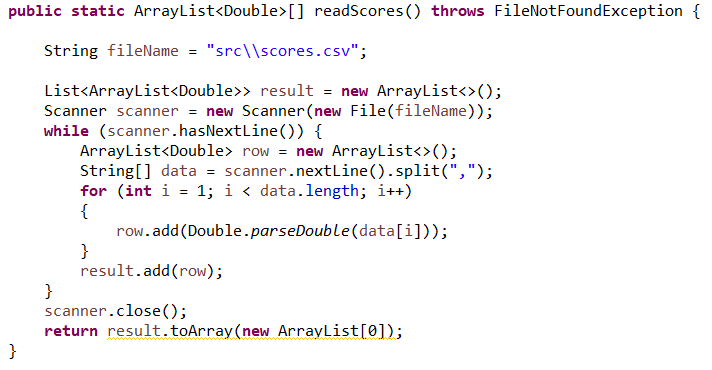 public static ArrayList<Double>[] readScores() throws FileNotFoundException {
String fileName = "src\\scores.csv";
List<ArrayList<Double>> result = new ArrayList<>();
Scanner scanner = new Scanner(new File(fileName));
while (scanner.hasNextLine()) {
ArrayList<Double> row = new ArrayList<>();
String[] data = scanner.nextLine().split(",");
for (int i = 1; i < data.length; i++)
{
row.add(Double.parseDouble(data[i]));
}
result.add(row);
}
scanner.close();
return result.toArray(new ArrayList[0]);
}